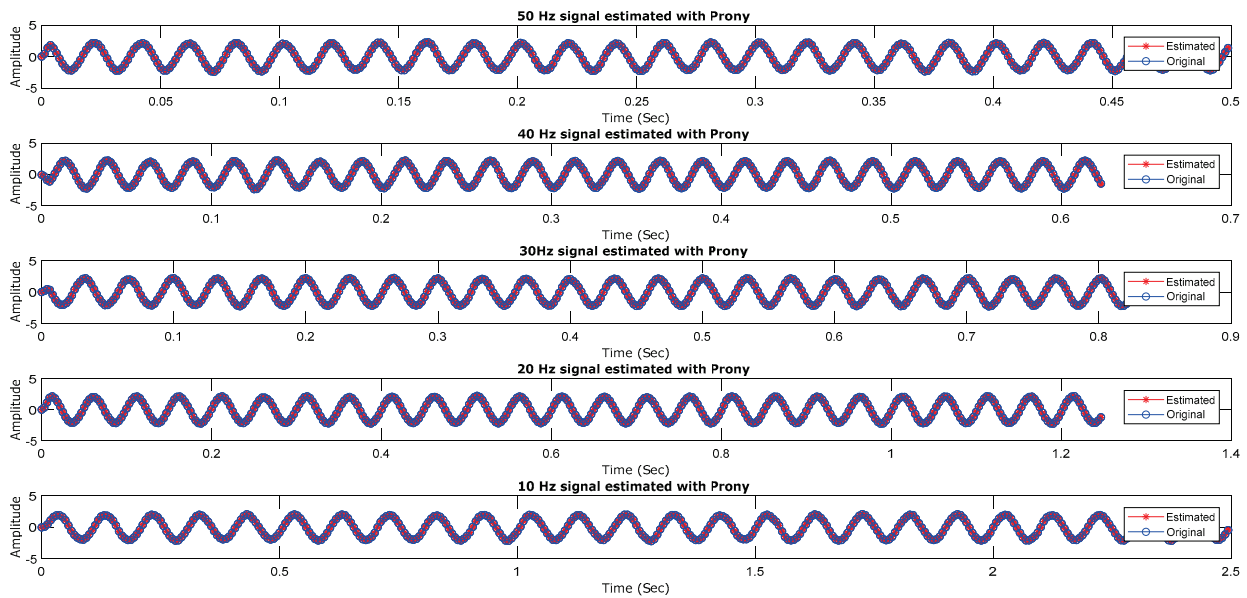 50 Hz signal estimated with Prony
5
0
-5
Amplitude
Estimated
Original
0 0.05 0.1 0.15 0.2 0.25 0.3 0.35 0.4 0.45 0.5
Time (Sec)
40 Hz signal estimated with Prony
5
0
-5
Amplitude
Estimated
Original
0 0.1 0.2 0.3 0.4 0.5 0.6 0.7
Time (Sec)
30Hz signal estimated with Prony
5
0
-5
Amplitude
Estimated
Original
0 0.1 0.2 0.3 0.4 0.5 0.6 0.7 0.8 0.9
Time (Sec)
20 Hz signal estimated with Prony
5
0
-5
Amplitude
Estimated
Original
0 0.2 0.4 0.6 0.8 1 1.2 1.4
Time (Sec)
10 Hz signal estimated with Prony
5
0
-5
Amplitude
Estimated
Original
0 0.5 1 1.5 2 2.5
Time (Sec)